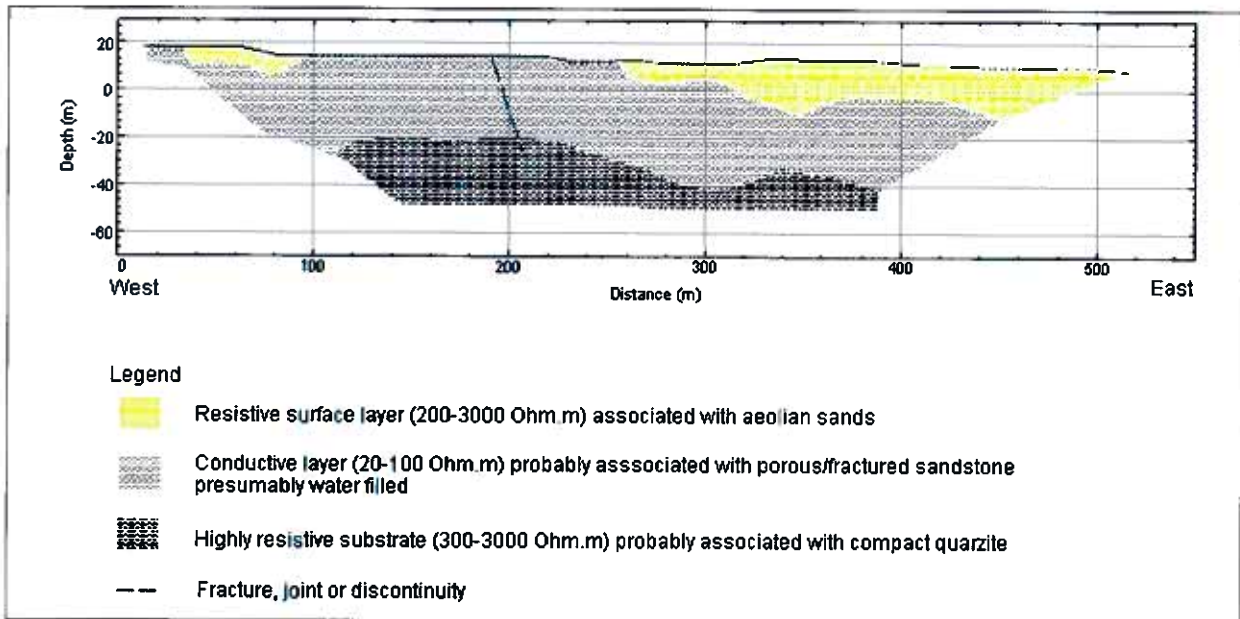 20
0
-20
-40
-60
Depth (m)
0 100 200 300 400 500
West East
Distance (m)
Legend
Resistive surface layer (200-3000 Ohm.m) associated with aeolian sands
Conductive layer (20-100 Ohm.m) probably asssociated with porous/fractured sandstone
presumably water filled
Highly resistive substrate (300-3000 Ohm.m) probably associated with compact quarzite
Fracture, joint or discontinuity